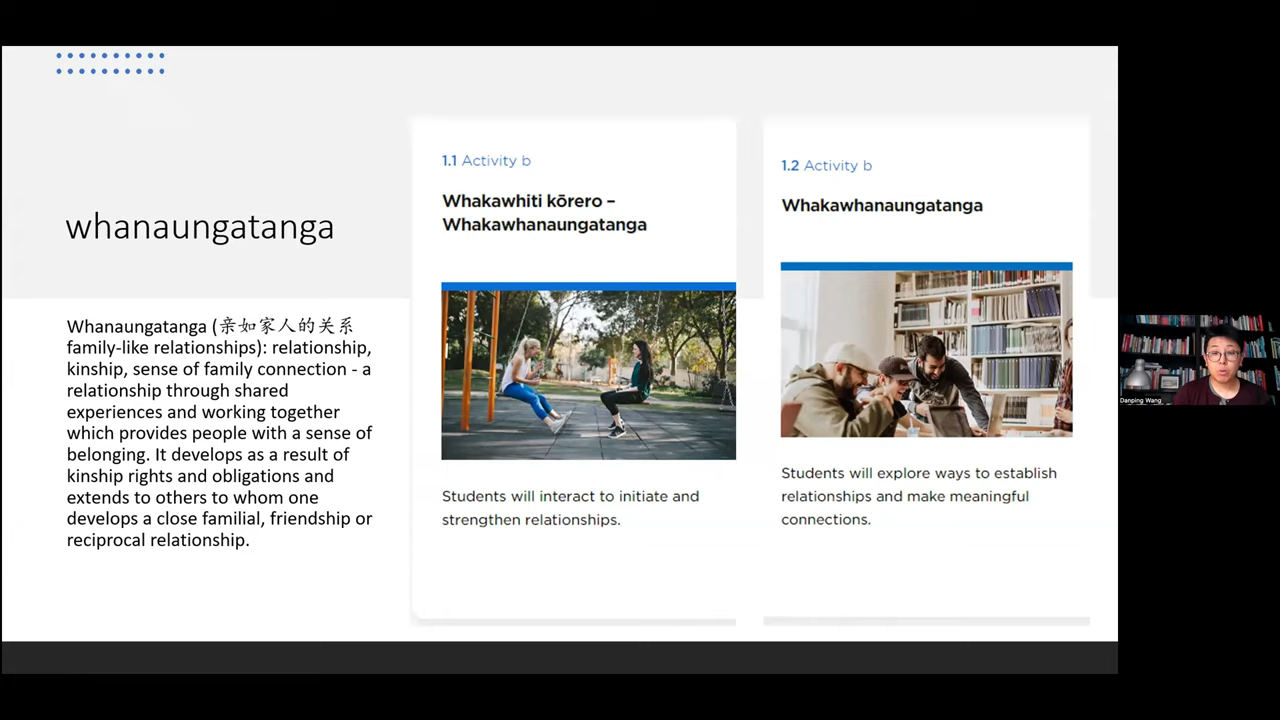 whanaungatanga
Whanaungatanga (亲如家人的关系
family-like relationships): relationship,
kinship, sense of family connection - a
relationship through shared
experiences and working together
which provides people with a sense of
belonging. It develops as a result of
kinship rights and obligations and
extends to others to whom one
develops a close familial, friendship or
reciprocal relationship.
1.1 Activity b
Whakawhiti kōrero –
Whakawhanaungatanga
Students will interact to initiate and
strengthen relationships.
1.2 Activity b
Whakawhanaungatanga
Students will explore ways to establish
relationships and make meaningful
connections.
Danping Wang